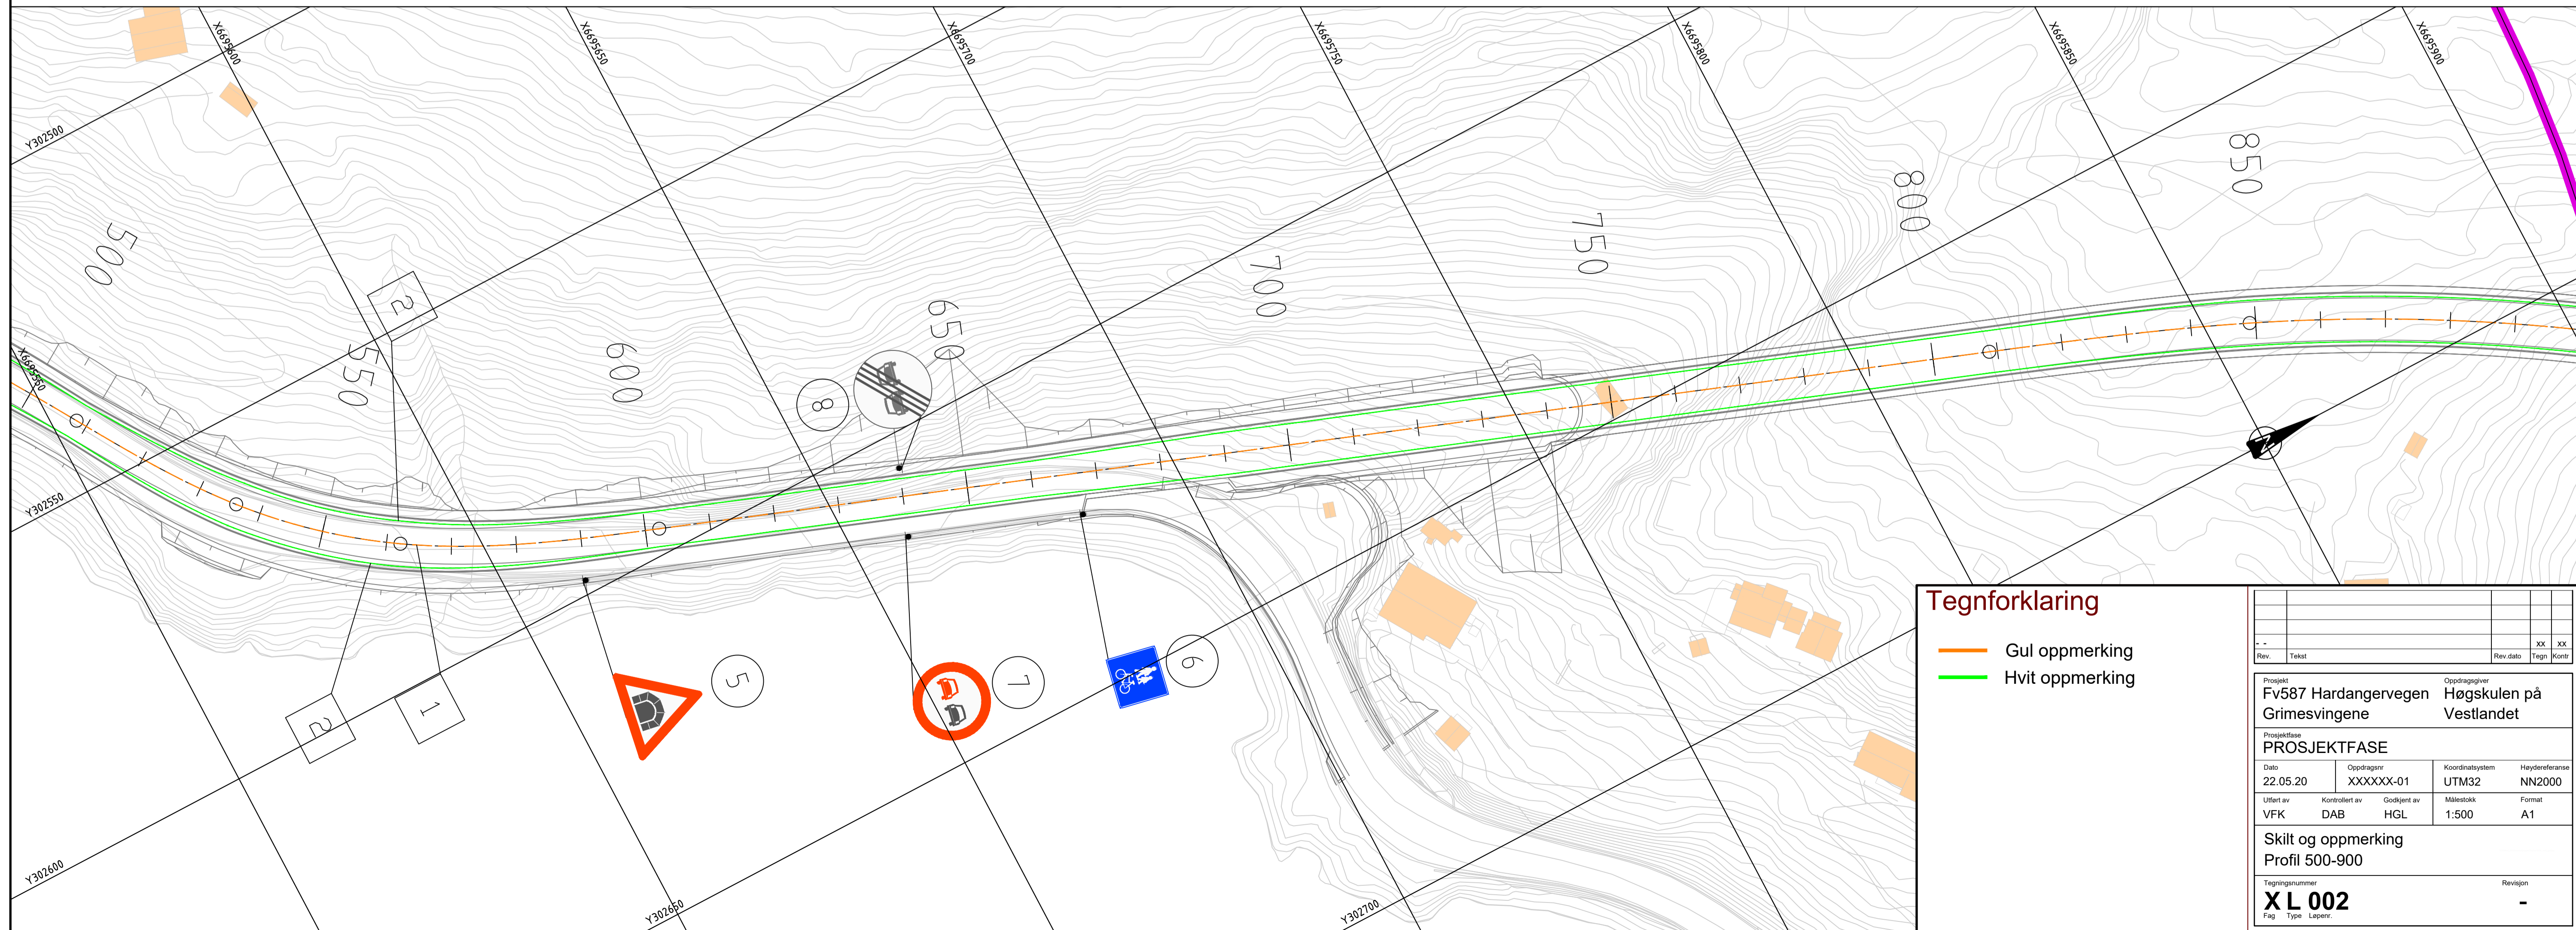 X6695600
X6695650
X6695700
X6695750
X6695800
X6695850
X6695900
Y302500
500
550
600
650
700
750
800
850
3
8
X6695550
Y302550
N
5
7
6
2
1
Y302600
Y302650
Y302700
Tegnforklaring
Gul oppmerking
Hvit oppmerking
- - xx xx
Rev. Tekst Rev.dato Tegn Kontr
Prosjekt Oppdragsgiver
Fv587 Hardangervegen Høgskulen på
Grimesvingene Vestlandet
Prosjektfase
PROSJEKTFASE
Dato Oppdragsnr Koordinatsystem Høydereferanse
22.05.20 XXXXXX-01 UTM32 NN2000
Utført av Kontrollert av Godkjent av Målestokk Format
VFK DAB HGL 1:500 A1
Skilt og oppmerking
Profil 500-900
Tegningsnummer Revisjon
X L 002 -
Fag Type Løpenr.